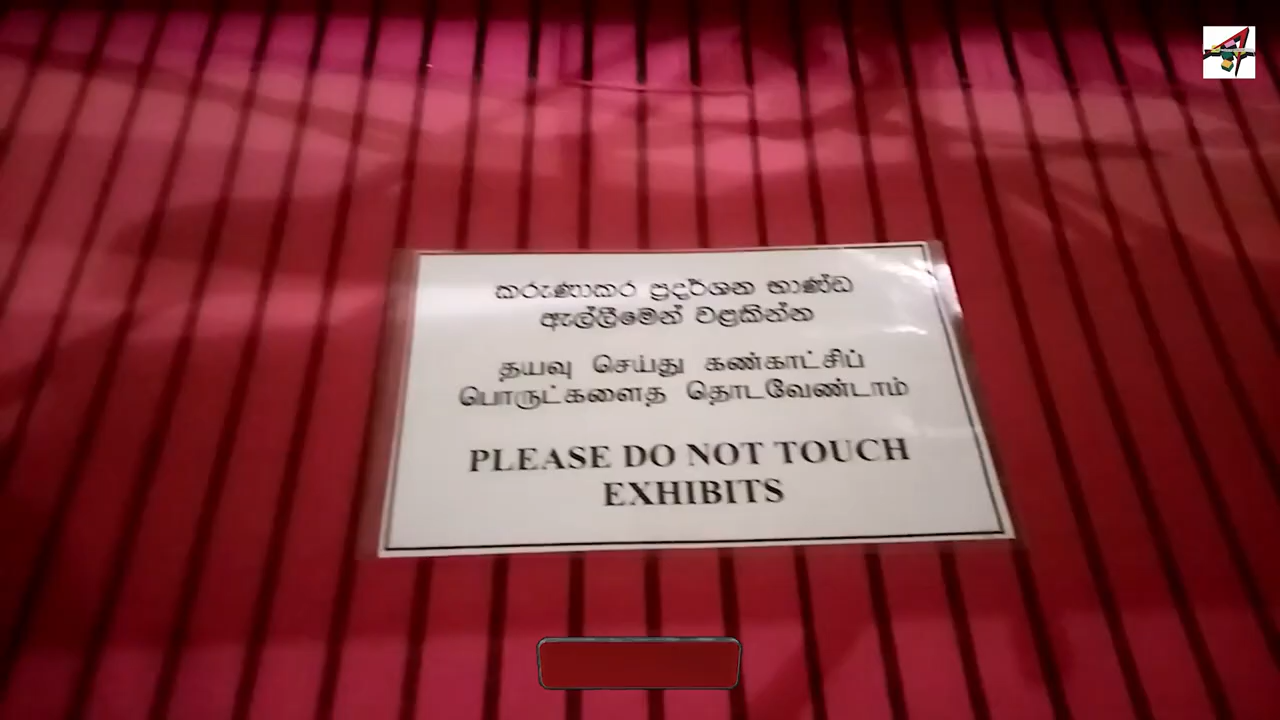 කරුණාකර ප්‍රදර්ශන භාණ්ඩ
ඇල්ලීමෙන් වළකින්න
தயவு செய்து கண்காட்சிப்
பொருட்களைத தொடவேண்டாம்
PLEASE DO NOT TOUCH
EXHIBITS